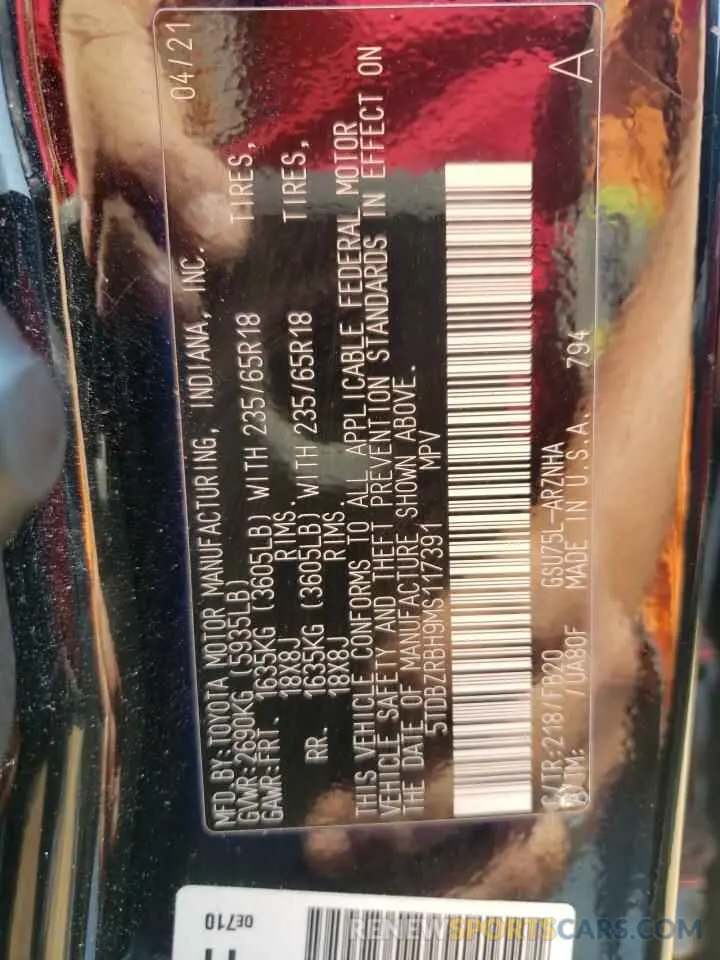 MFD.BY:TOYOTA MOTOR MANUFACTURING, INDIANA, INC. 04/21
GVWR:2690KG (5935LB)
GAWR:FRT. 1635KG (3605LB) WITH 235/65R18 TIRES,
18X8J RIMS.
RR. 1635KG (3605LB) WITH 235/65R18 TIRES,
18X8J RIMS.
THIS VEHICLE CONFORMS TO ALL APPLICABLE FEDERAL MOTOR
VEHICLE SAFETY AND THEFT PREVENTION STANDARDS IN EFFECT ON
THE DATE OF MANUFACTURE SHOWN ABOVE.
5TDBZRBH9MS117391 MPV
C/TR:218/FB20 GSU75L-ARZNHA A
/UA80F MADE IN U.S.A. 794
0E710
RENEWSPORTSCARS.COM